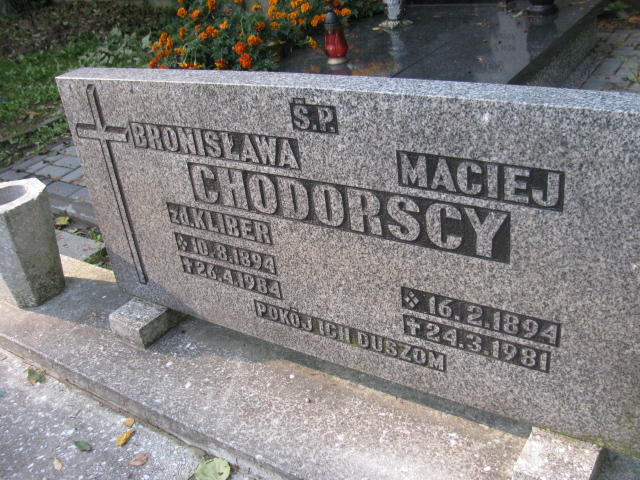 Ś.P.
BRONISŁAWA MACIEJ
CHODORSCY
zd. KLIBER
10.8.1894 16.2.1894
✝ 26.4.1984 ✝ 24.3.1981
POKÓJ ICH DUSZOM